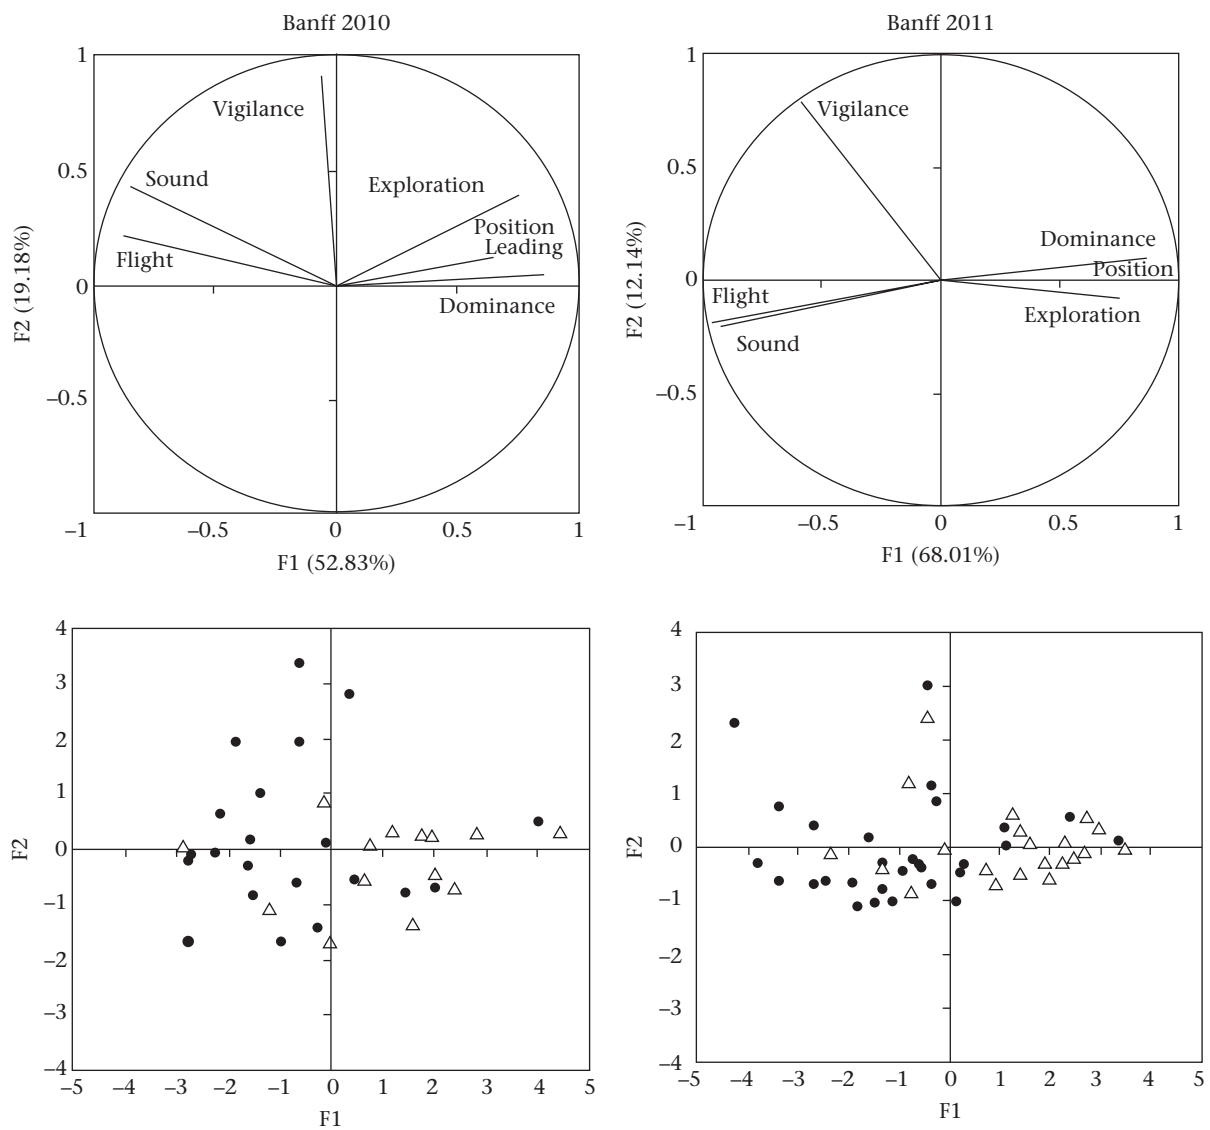 Banff 2010
1
Vigilance
0.5
Sound
Exploration
Position
Leading
Flight
0
Dominance
–0.5
F2 (19.18%)
–1
–0.5
0
0.5
1
F1 (52.83%)
Banff 2011
1
Vigilance
0.5
Dominance
Position
0
Flight
Exploration
Sound
–0.5
F2 (12.14%)
–1
–0.5
0
0.5
1
F1 (68.01%)
4
3
2
1
0
–1
–2
–3
–4
F2
–5
–4
–3
–2
–1
0
1
2
3
4
5
F1
4
3
2
1
0
–1
–2
–3
–4
F2
–5
–4
–3
–2
–1
0
1
2
3
4
5
F1